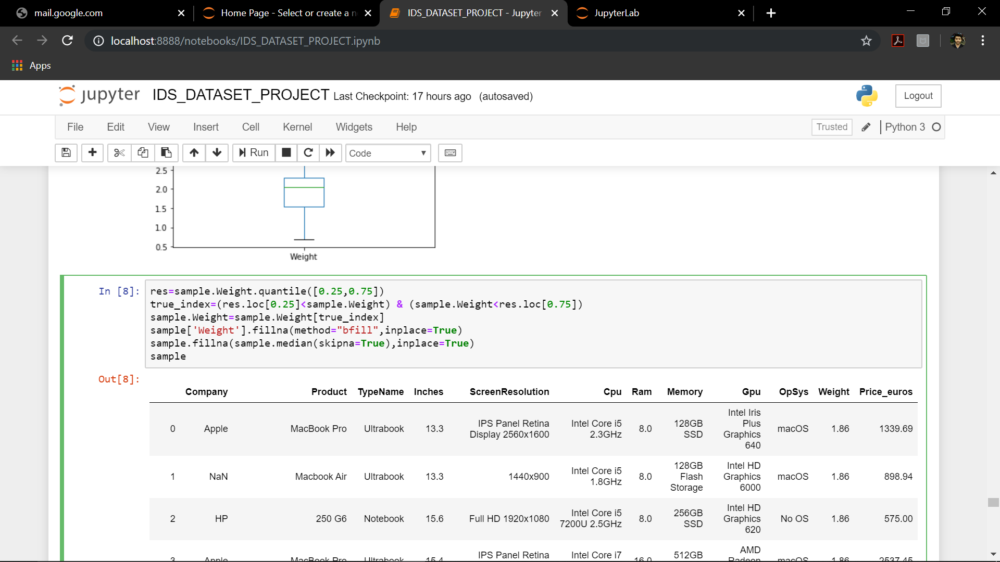 mail.google.com
Home Page - Select or create a n
IDS_DATASET_PROJECT - Jupyter
JupyterLab
localhost:8888/notebooks/IDS_DATASET_PROJECT.ipynb
Apps
jupyter IDS_DATASET_PROJECT Last Checkpoint: 17 hours ago (autosaved)
Logout
File Edit View Insert Cell Kernel Widgets Help
Trusted Python 3
Run Code
2.5
2.0
1.5
1.0
0.5
Weight
In [8]:
res=sample.Weight.quantile([0.25,0.75])
true_index=(res.loc[0.25]<sample.Weight) & (sample.Weight<res.loc[0.75])
sample.Weight=sample.Weight[true_index]
sample['Weight'].fillna(method="bfill",inplace=True)
sample.fillna(sample.median(skipna=True),inplace=True)
sample
Out[8]:
Company Product TypeName Inches ScreenResolution Cpu Ram Memory Gpu OpSys Weight Price_euros
0 Apple MacBook Pro Ultrabook 13.3 IPS Panel Retina Display 2560x1600 Intel Core i5 2.3GHz 8.0 128GB SSD Intel Iris Plus Graphics 640 macOS 1.86 1339.69
1 NaN Macbook Air Ultrabook 13.3 1440x900 Intel Core i5 1.8GHz 8.0 128GB Flash Storage Intel HD Graphics 6000 macOS 1.86 898.94
2 HP 250 G6 Notebook 15.6 Full HD 1920x1080 Intel Core i5 7200U 2.5GHz 8.0 256GB SSD Intel HD Graphics 620 No OS 1.86 575.00
3 Apple MacBook Pro Ultrabook 15.4 IPS Panel Retina Intel Core i7 16.0 512GB AMD Radeon macOS 1.86 2537.45